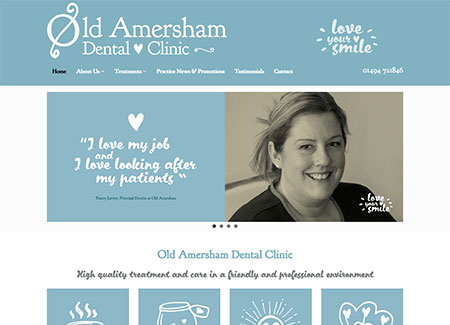 Old Amersham
Dental Clinic
love
your
smile
Home About Us Treatments Practice News & Promotions Testimonials Contact
01494 722846
"I love my job
and
I love looking after
my patients"
Principal Dentist at Old Amersham
love
your
smile
Old Amersham Dental Clinic
High quality treatment and care in a friendly and professional environment